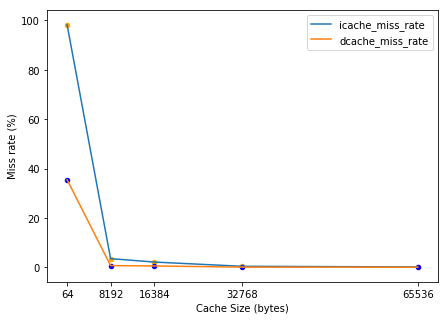 icache_miss_rate
dcache_miss_rate
Miss rate (%)
100
80
60
40
20
0
64 8192 16384 32768 65536
Cache Size (bytes)